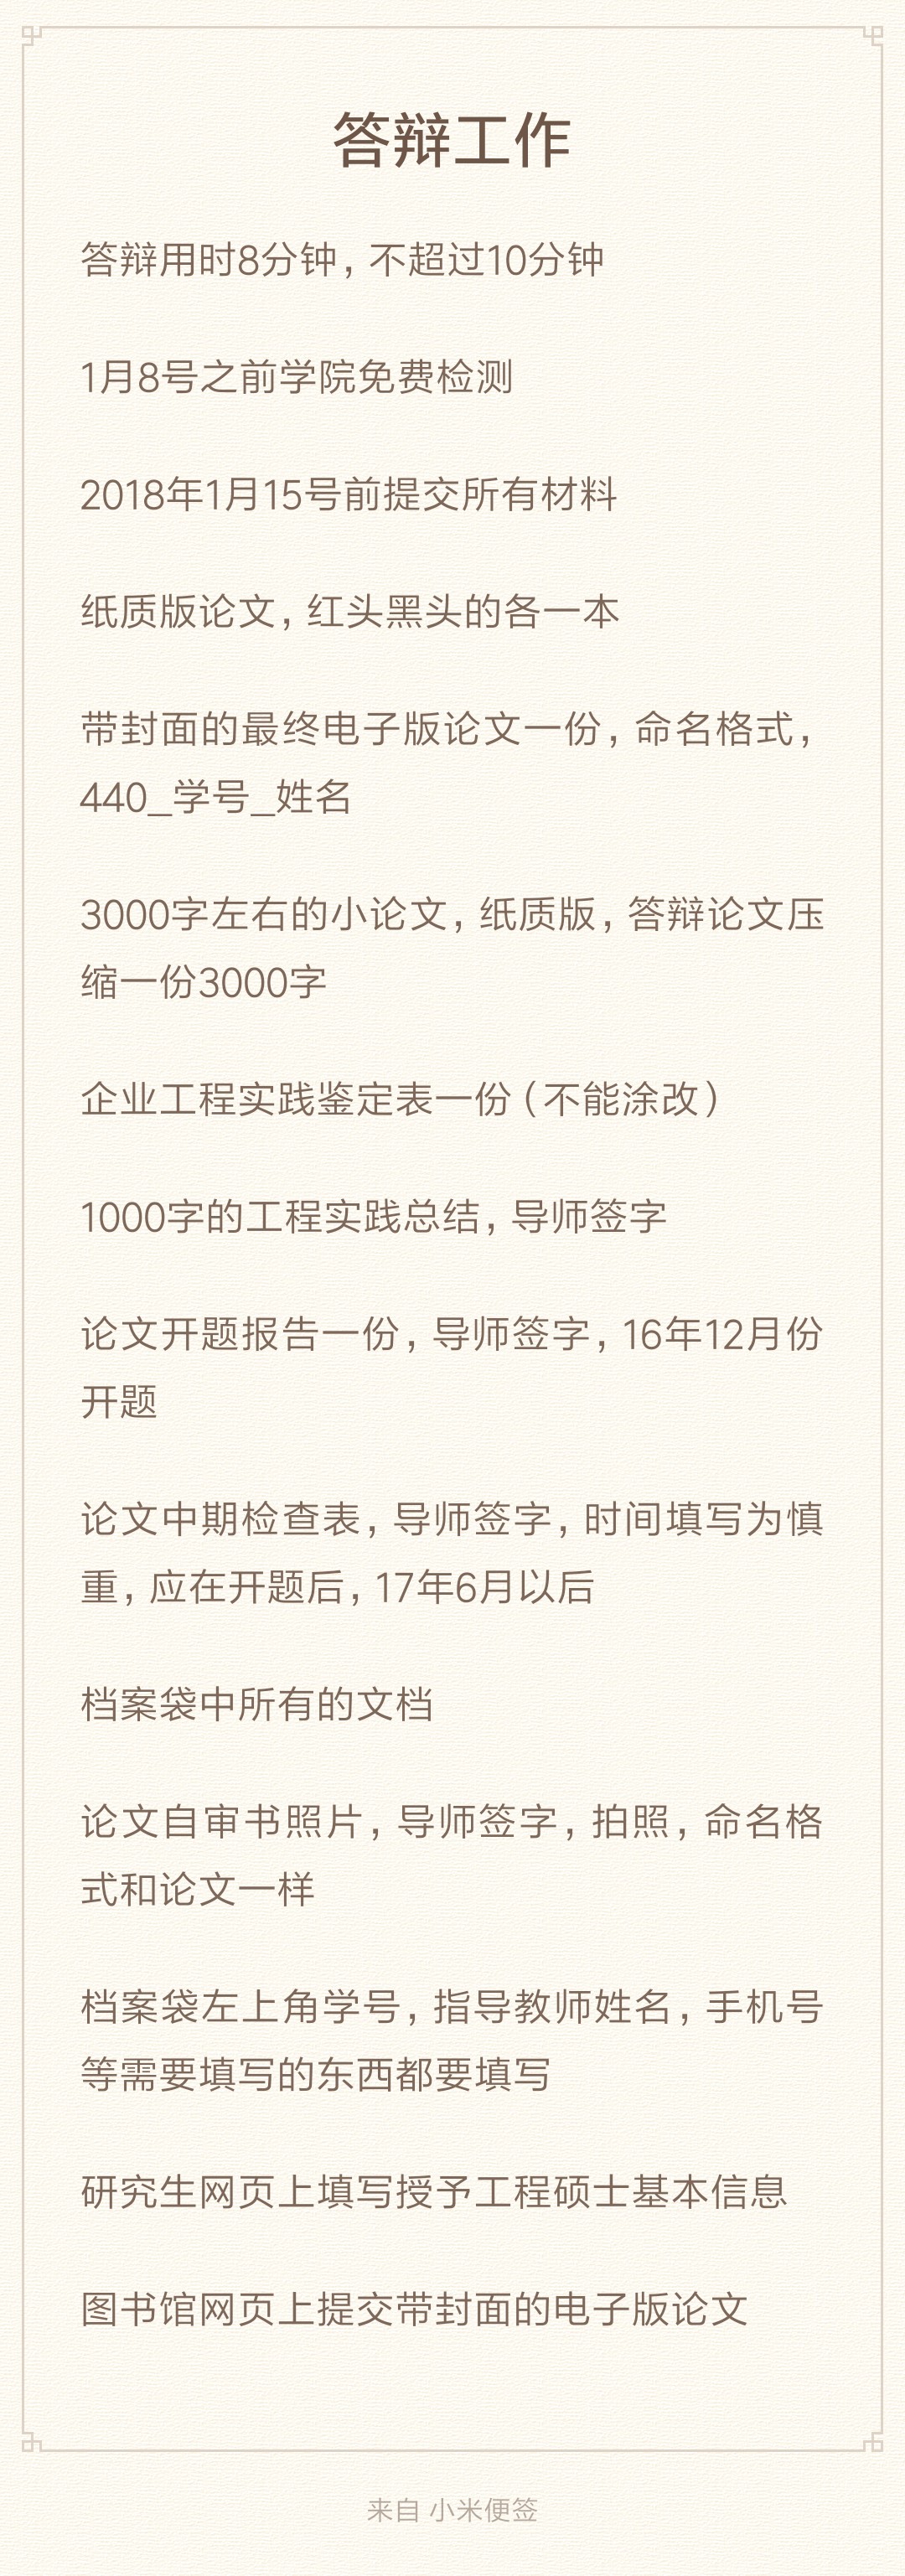 答辩工作
答辩用时8分钟，不超过10分钟
1月8号之前学院免费检测
2018年1月15号前提交所有材料
纸质版论文，红头黑头的各一本
带封面的最终电子版论文一份，命名格式，
440_学号_姓名
3000字左右的小论文，纸质版，答辩论文压
缩一份3000字
企业工程实践鉴定表一份（不能涂改）
1000字的工程实践总结，导师签字
论文开题报告一份，导师签字，16年12月份
开题
论文中期检查表，导师签字，时间填写为慎
重，应在开题后，17年6月以后
档案袋中所有的文档
论文自审书照片，导师签字，拍照，命名格
式和论文一样
档案袋左上角学号，指导教师姓名，手机号
等需要填写的东西都要填写
研究生网页上填写授予工程硕士基本信息
图书馆网页上提交带封面的电子版论文
来自 小米便签